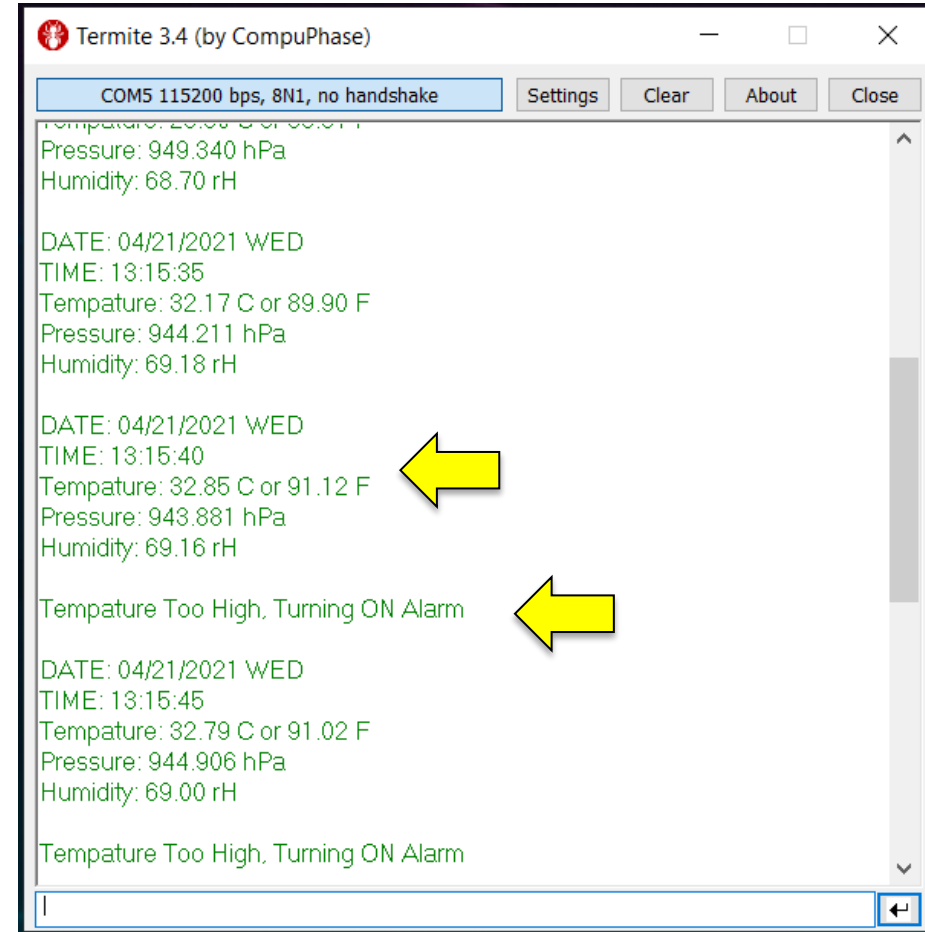 Termite 3.4 (by CompuPhase)
COM5 115200 bps, 8N1, no handshake
Settings
Clear
About
Close
Pressure: 949.340 hPa
Humidity: 68.70 rH
DATE: 04/21/2021 WED
TIME: 13:15:35
Tempature: 32.17 C or 89.90 F
Pressure: 944.211 hPa
Humidity: 69.18 rH
DATE: 04/21/2021 WED
TIME: 13:15:40
Tempature: 32.85 C or 91.12 F
Pressure: 943.881 hPa
Humidity: 69.16 rH
Tempature Too High, Turning ON Alarm
DATE: 04/21/2021 WED
TIME: 13:15:45
Tempature: 32.79 C or 91.02 F
Pressure: 944.906 hPa
Humidity: 69.00 rH
Tempature Too High, Turning ON Alarm